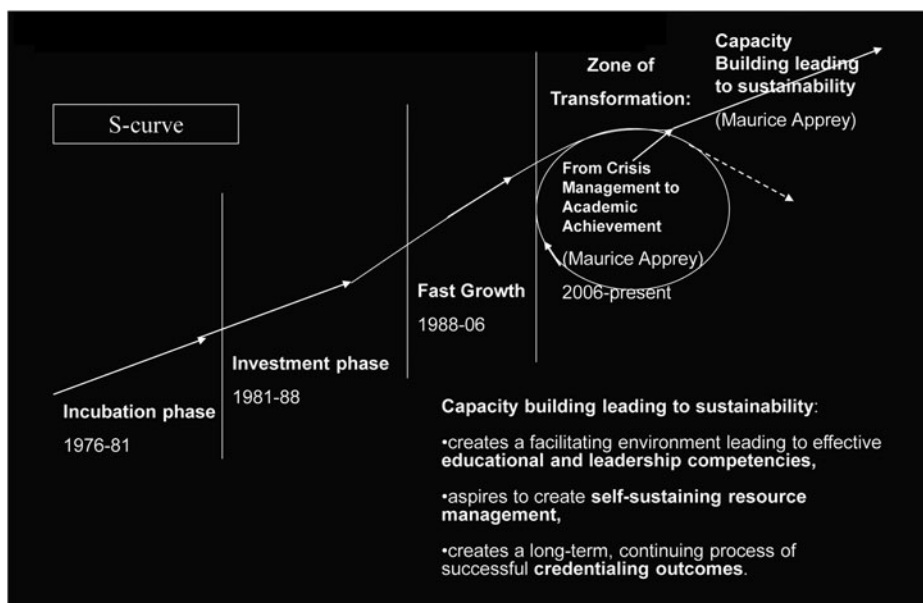 S-curve
Incubation phase
1976-81
Investment phase
1981-88
Fast Growth
1988-06
Zone of
Transformation:
From Crisis
Management to
Academic
Achievement
(Maurice Apprey)
2006-present
Capacity
Building leading
to sustainability
(Maurice Apprey)
Capacity building leading to sustainability:
•creates a facilitating environment leading to effective
educational and leadership competencies,
•aspires to create self-sustaining resource
management,
•creates a long-term, continuing process of
successful credentialing outcomes.